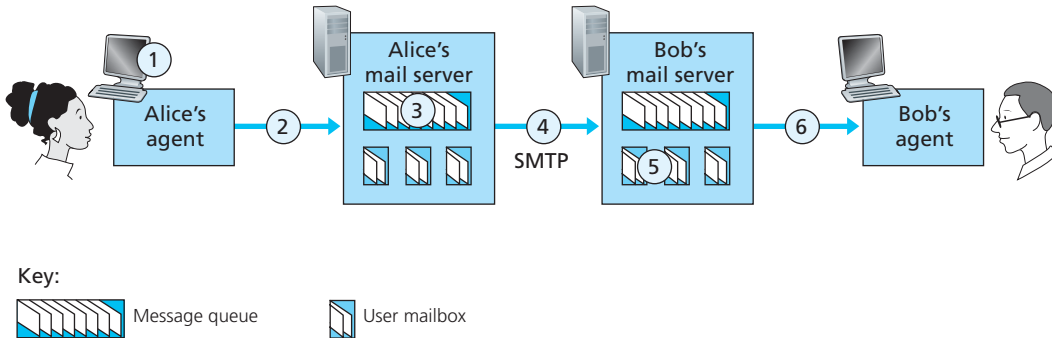 1
Alice's
agent
2
Alice's
mail server
3
4
SMTP
Bob's
mail server
5
6
Bob's
agent
Key:
Message queue
User mailbox